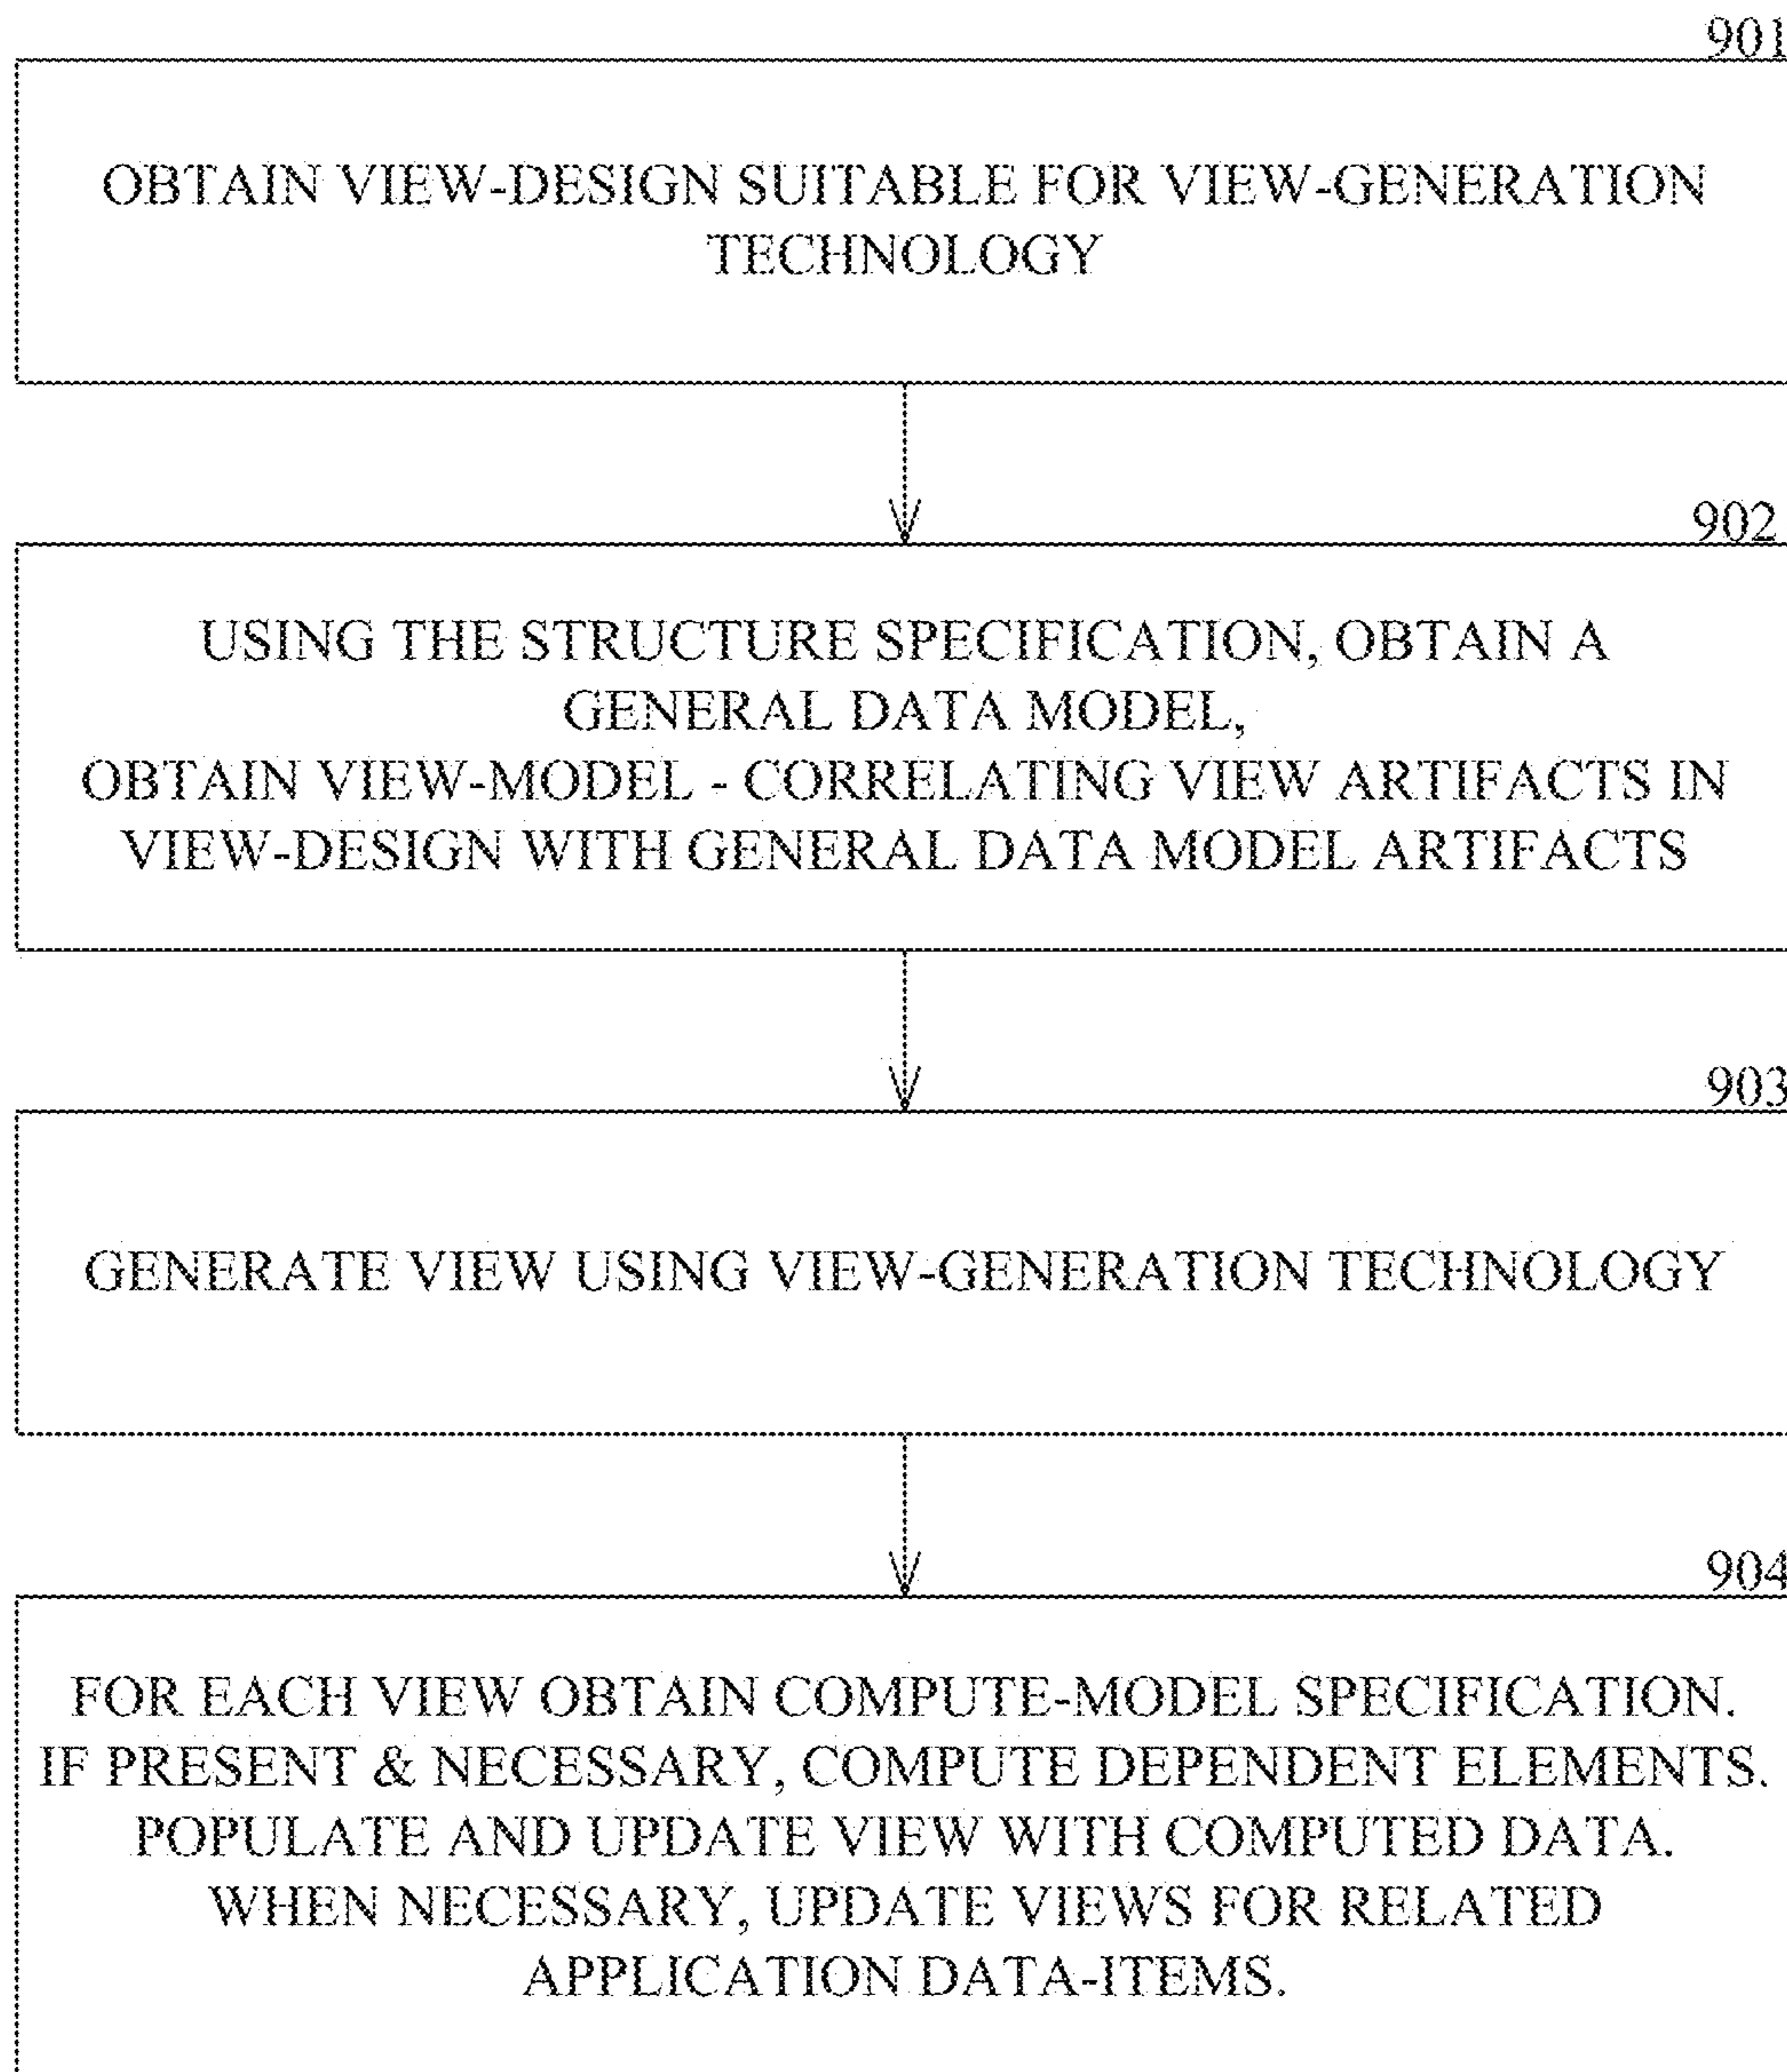 901
OBTAIN VIEW-DESIGN SUITABLE FOR VIEW-GENERATION
TECHNOLOGY
902
USING THE STRUCTURE SPECIFICATION, OBTAIN A
GENERAL DATA MODEL,
OBTAIN VIEW-MODEL - CORRELATING VIEW ARTIFACTS IN
VIEW-DESIGN WITH GENERAL DATA MODEL ARTIFACTS
903
GENERATE VIEW USING VIEW-GENERATION TECHNOLOGY
904
FOR EACH VIEW OBTAIN COMPUTE-MODEL SPECIFICATION.
IF PRESENT & NECESSARY, COMPUTE DEPENDENT ELEMENTS.
POPULATE AND UPDATE VIEW WITH COMPUTED DATA.
WHEN NECESSARY, UPDATE VIEWS FOR RELATED
APPLICATION DATA-ITEMS.